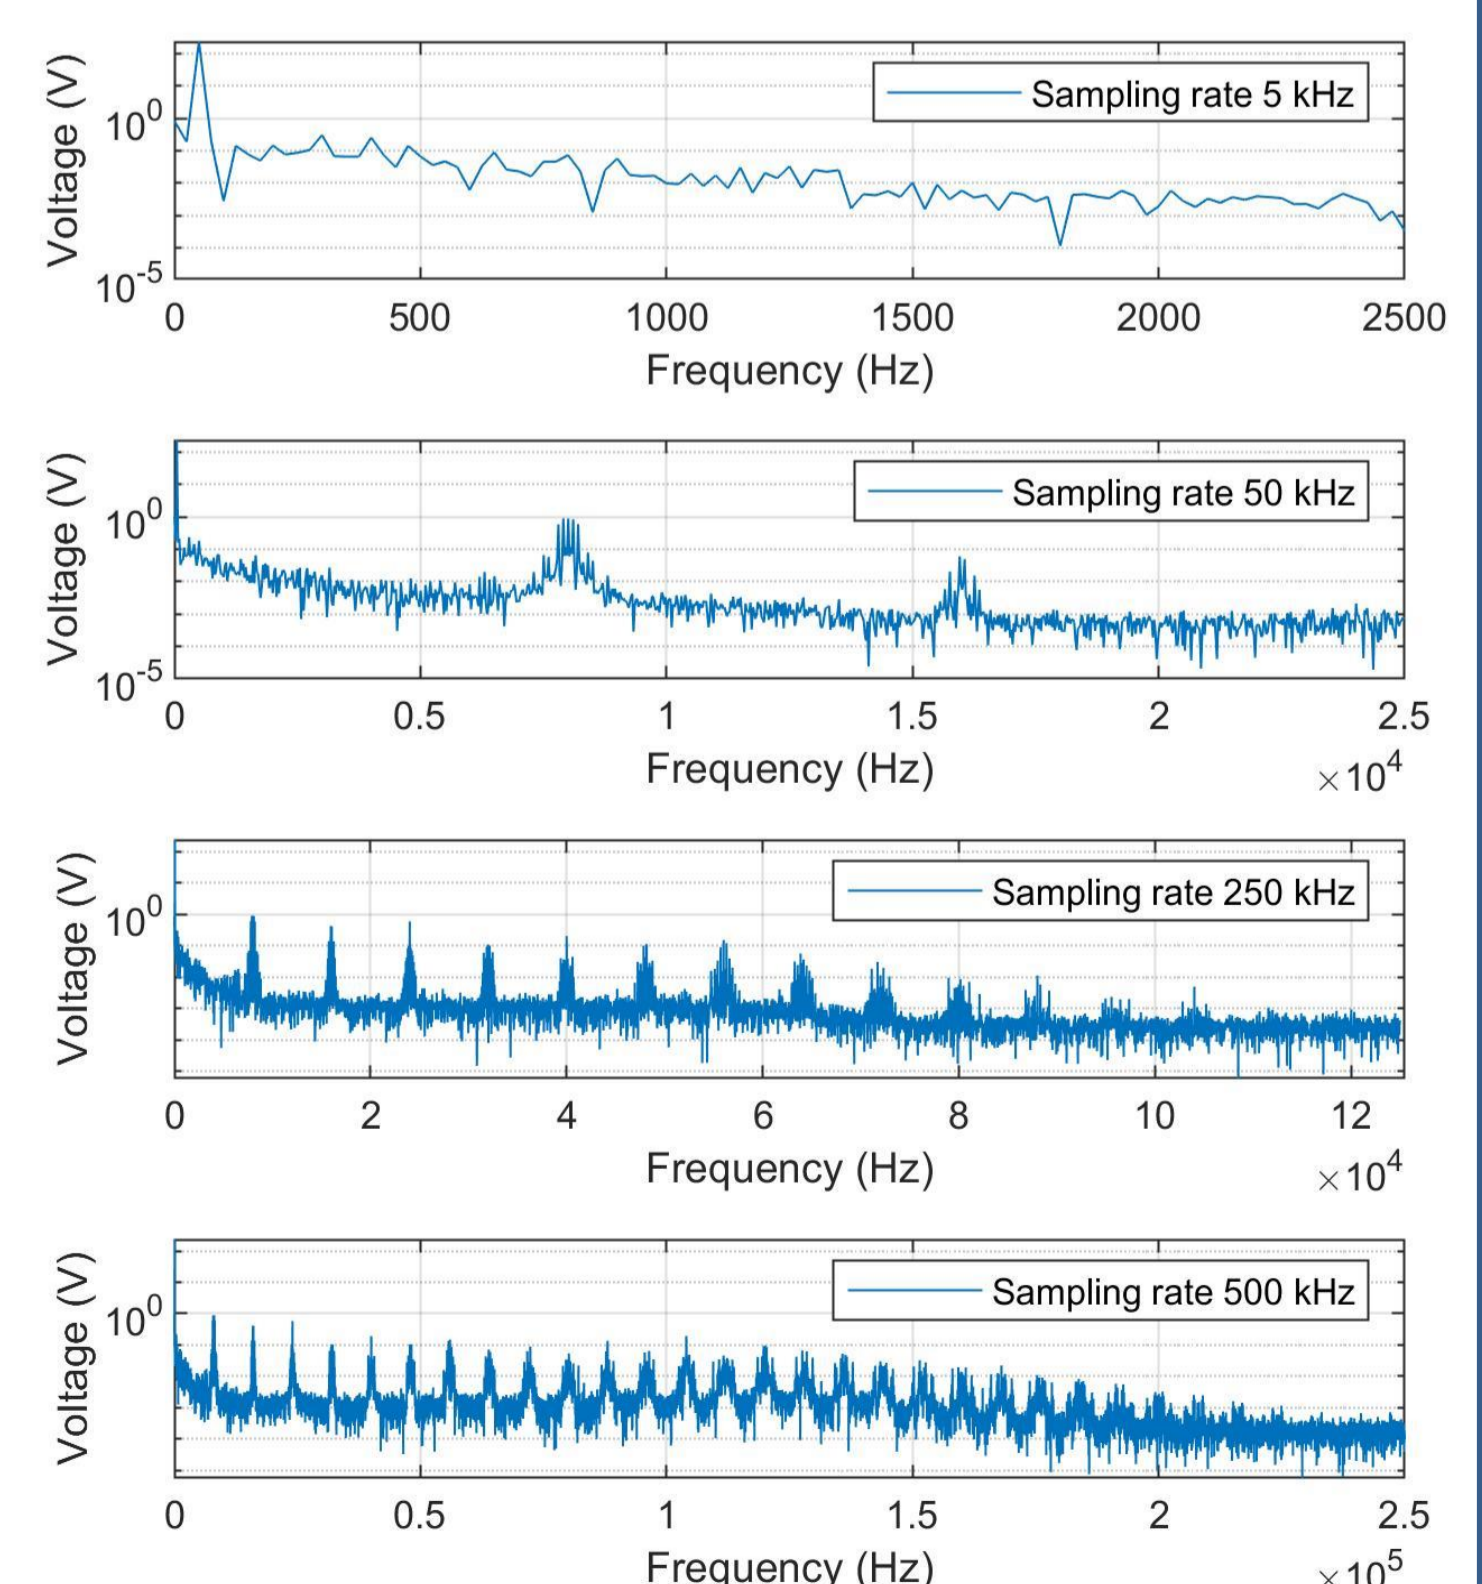 Voltage (V)
10^0
10^-5
Sampling rate 5 kHz
0 500 1000 1500 2000 2500
Frequency (Hz)
Voltage (V)
10^0
10^-5
Sampling rate 50 kHz
0 0.5 1 1.5 2 2.5
Frequency (Hz)
×10^4
Voltage (V)
10^0
Sampling rate 250 kHz
0 2 4 6 8 10 12
Frequency (Hz)
×10^4
Voltage (V)
10^0
Sampling rate 500 kHz
0 0.5 1 1.5 2 2.5
Frequency (Hz)
×10^5